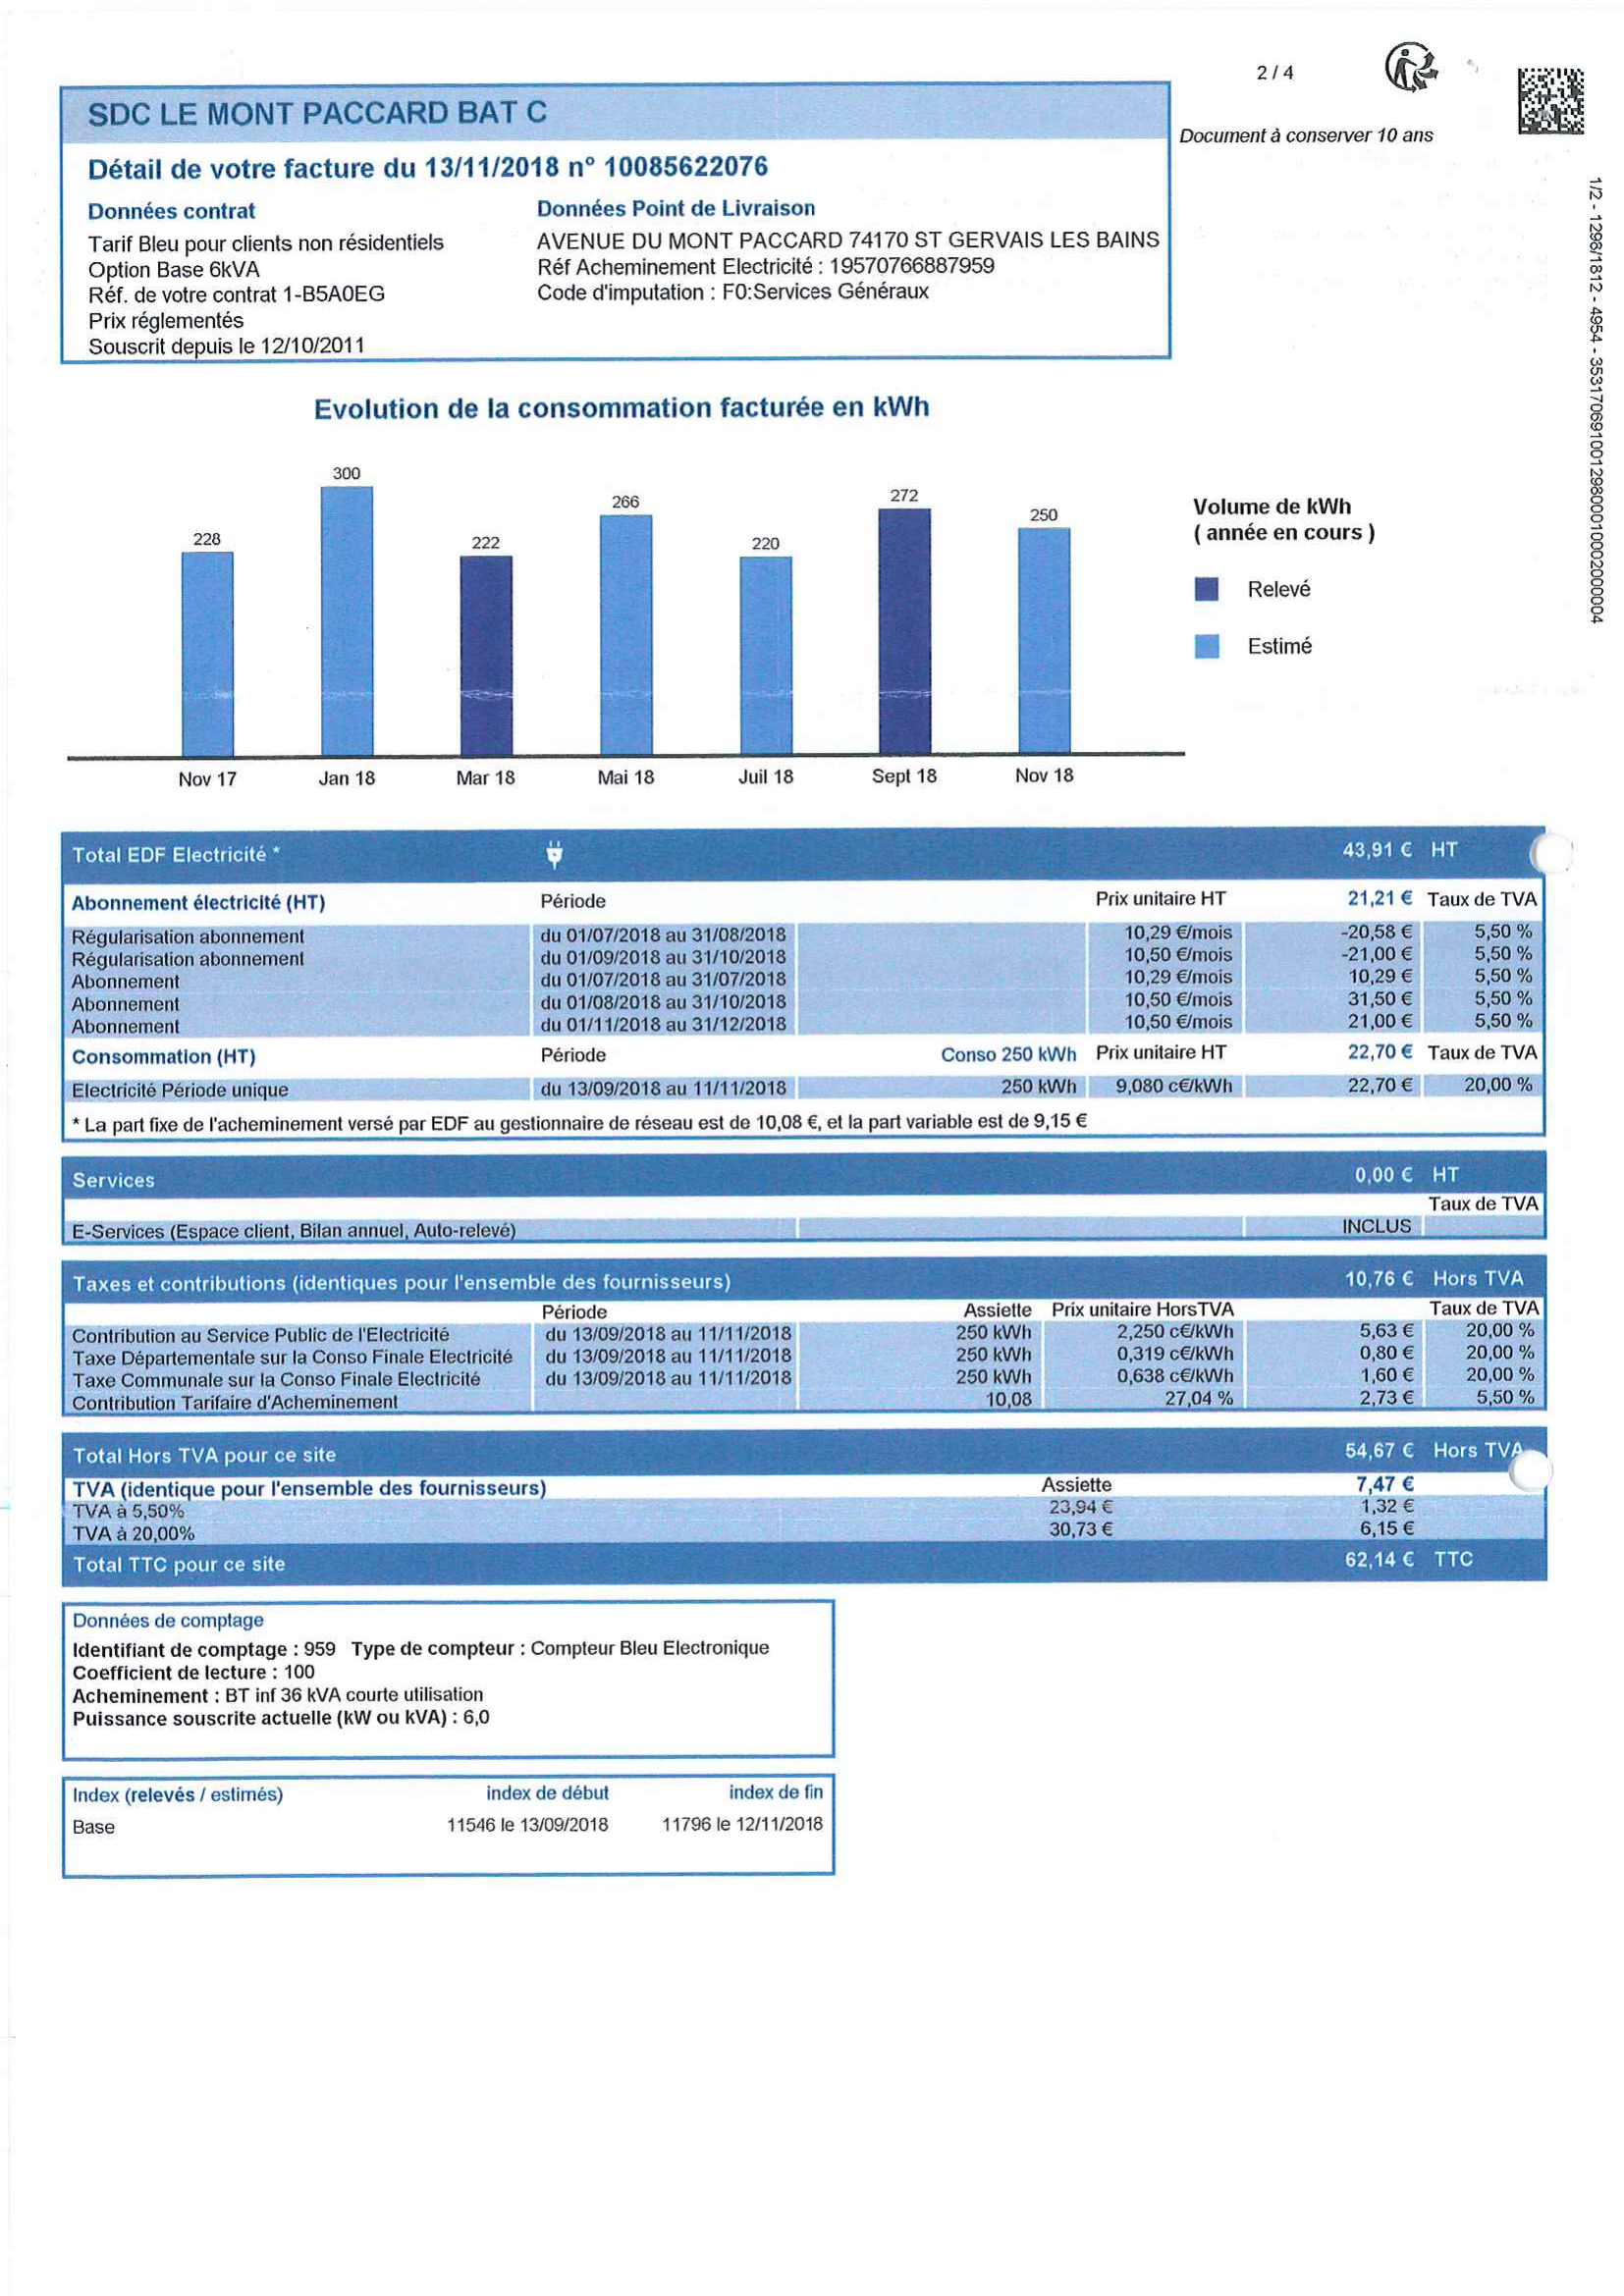 2 / 4
SDC LE MONT PACCARD BAT C
Document à conserver 10 ans
Détail de votre facture du 13/11/2018 n° 10085622076
Données contrat
Tarif Bleu pour clients non résidentiels
Option Base 6kVA
Réf. de votre contrat 1-B5A0EG
Prix réglementés
Souscrit depuis le 12/10/2011
Données Point de Livraison
AVENUE DU MONT PACCARD 74170 ST GERVAIS LES BAINS
Réf Acheminement Electricité : 19570766887959
Code d'imputation : F0:Services Généraux
1/2 - 1298/1812 - 4954 - 3531706910012980001000200000​4
Evolution de la consommation facturée en kWh
228 300 222 266 220 272 250
Nov 17 Jan 18 Mar 18 Mai 18 Juil 18 Sept 18 Nov 18
Volume de kWh
( année en cours )
Relevé
Estimé
Total EDF Electricité * 43,91 € HT
Abonnement électricité (HT) Période Prix unitaire HT 21,21 € Taux de TVA
Régularisation abonnement du 01/07/2018 au 31/08/2018 10,29 €/mois -20,58 € 5,50 %
Régularisation abonnement du 01/09/2018 au 31/10/2018 10,50 €/mois -21,00 € 5,50 %
Abonnement du 01/07/2018 au 31/07/2018 10,29 €/mois 10,29 € 5,50 %
Abonnement du 01/08/2018 au 31/10/2018 10,50 €/mois 31,50 € 5,50 %
Abonnement du 01/11/2018 au 31/12/2018 10,50 €/mois 21,00 € 5,50 %
Consommation (HT) Période Conso 250 kWh Prix unitaire HT 22,70 € Taux de TVA
Electricité Période unique du 13/09/2018 au 11/11/2018 250 kWh 9,080 c€/kWh 22,70 € 20,00 %
* La part fixe de l'acheminement versé par EDF au gestionnaire de réseau est de 10,08 €, et la part variable est de 9,15 €
Services 0,00 € HT
Taux de TVA
E-Services (Espace client, Bilan annuel, Auto-relevé) INCLUS
Taxes et contributions (identiques pour l'ensemble des fournisseurs) 10,76 € Hors TVA
Période Assiette Prix unitaire HorsTVA Taux de TVA
Contribution au Service Public de l'Electricité du 13/09/2018 au 11/11/2018 250 kWh 2,250 c€/kWh 5,63 € 20,00 %
Taxe Départementale sur la Conso Finale Electricité du 13/09/2018 au 11/11/2018 250 kWh 0,319 c€/kWh 0,80 € 20,00 %
Taxe Communale sur la Conso Finale Electricité du 13/09/2018 au 11/11/2018 250 kWh 0,638 c€/kWh 1,60 € 20,00 %
Contribution Tarifaire d'Acheminement 10,08 27,04 % 2,73 € 5,50 %
Total Hors TVA pour ce site 54,67 € Hors TVA
TVA (identique pour l'ensemble des fournisseurs) Assiette 7,47 €
TVA à 5,50% 23,94 € 1,32 €
TVA à 20,00% 30,73 € 6,15 €
Total TTC pour ce site 62,14 € TTC
Données de comptage
Identifiant de comptage : 959 Type de compteur : Compteur Bleu Electronique
Coefficient de lecture : 100
Acheminement : BT inf 36 kVA courte utilisation
Puissance souscrite actuelle (kW ou kVA) : 6,0
Index (relevés / estimés) index de début index de fin
Base 11546 le 13/09/2018 11796 le 12/11/2018